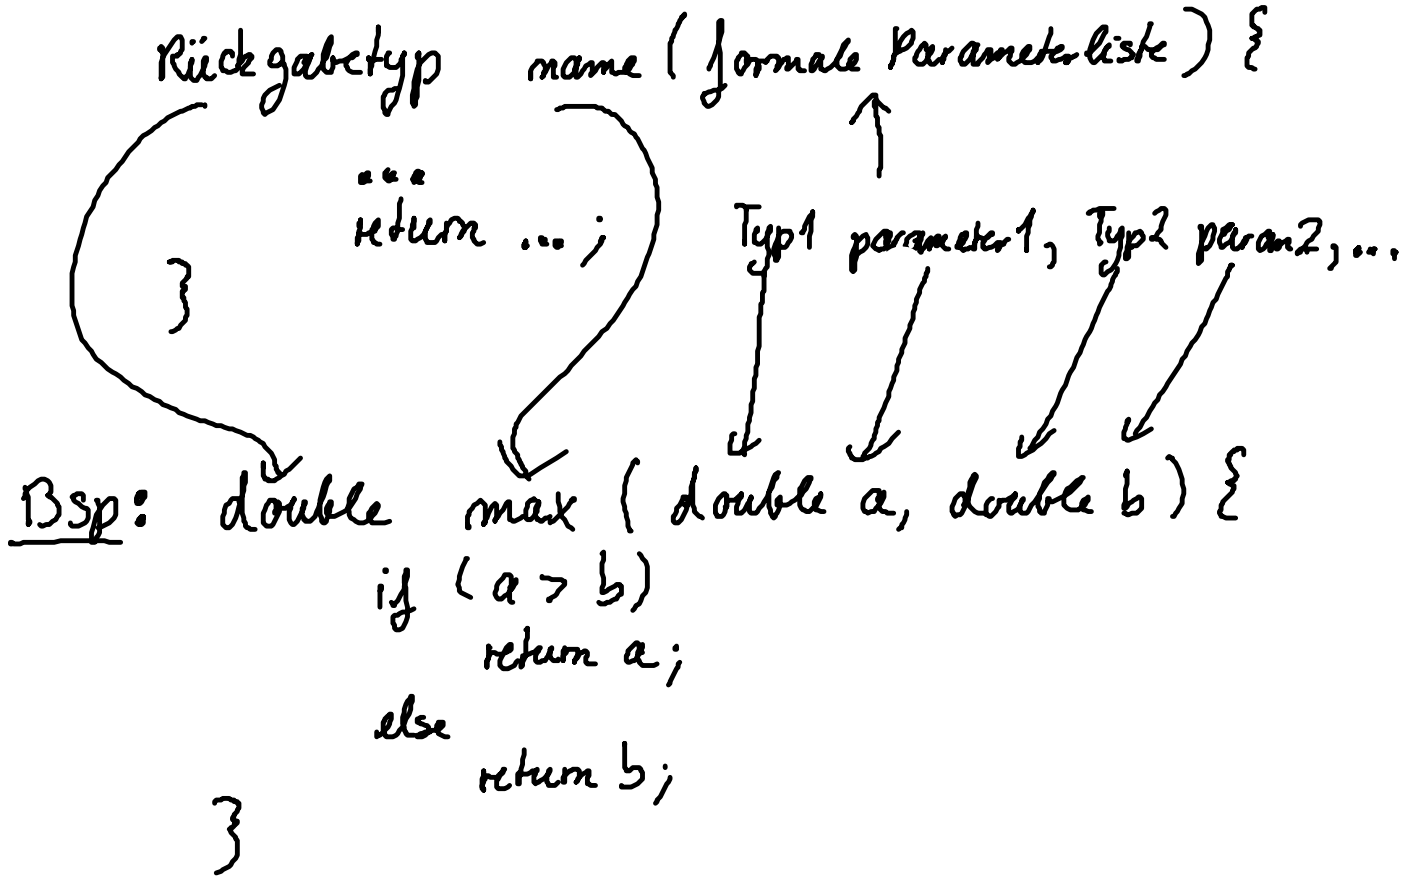 Rückgabetyp name (formale Parameterliste) {
...
return ...;
Typ1 parameter1, Typ2 param2, ...
}
Bsp: double max (double a, double b) {
if (a > b)
return a;
else
return b;
}